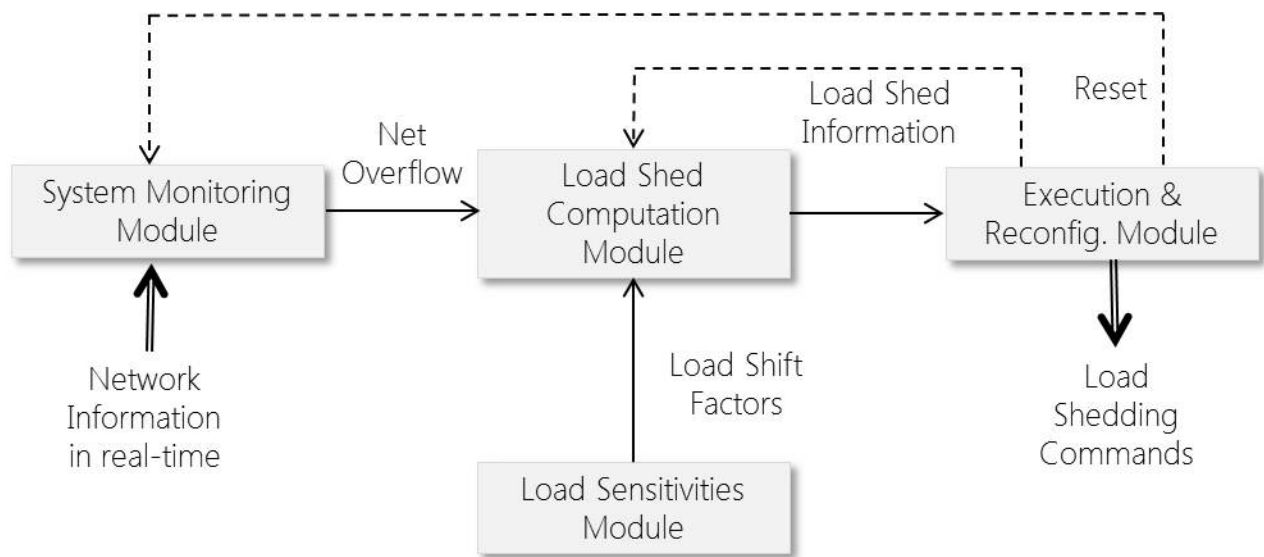 Reset
Load Shed
Information
Net
Overflow
System Monitoring
Module
Load Shed
Computation
Module
Execution &
Reconfig. Module
Network
Information
in real-time
Load Shift
Factors
Load
Shedding
Commands
Load Sensitivities
Module